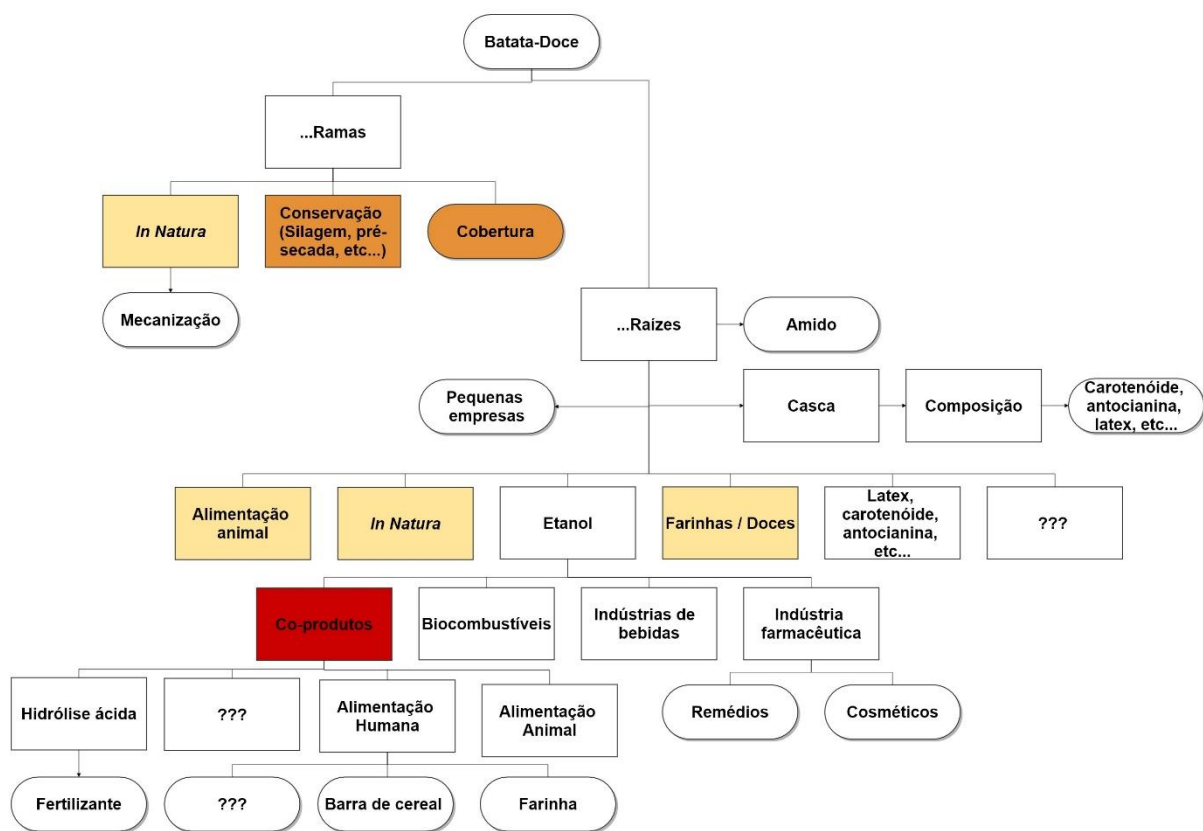 Batata-Doce
...Ramas
In Natura
Conservação
(Silagem, pré-
secada, etc...)
Cobertura
Mecanização
...Raízes
Amido
Pequenas
empresas
Casca
Composição
Carotenóide,
antocianina,
latex, etc...
Alimentação
animal
In Natura
Etanol
Farinhas / Doces
Latex,
carotenóide,
antocianina,
etc...
???
Co-produtos
Biocombustíveis
Indústrias de
bebidas
Indústria
farmacêutica
Hidrólise ácida
???
Alimentação
Humana
Alimentação
Animal
Remédios
Cosméticos
Fertilizante
???
Barra de cereal
Farinha